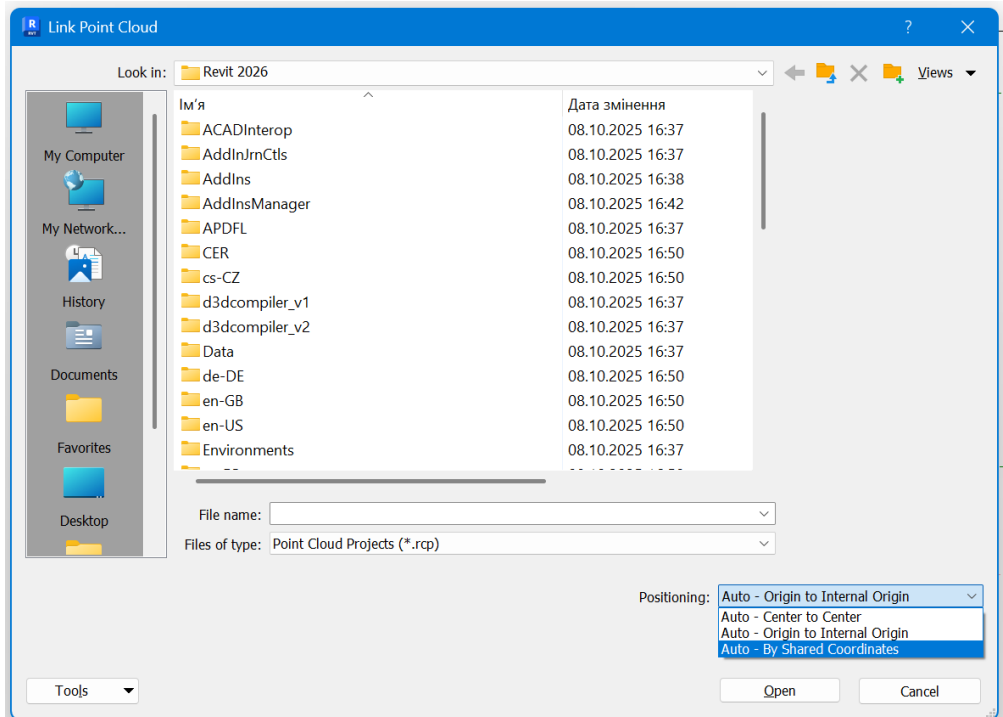 R
RVT
Link Point Cloud
?
Look in:
Revit 2026
Views
My Computer
My Network...
History
Documents
Favorites
Desktop
Ім’я Дата змінення
ACADInterop 08.10.2025 16:37
AddInJrnCtls 08.10.2025 16:37
AddIns 08.10.2025 16:38
AddInsManager 08.10.2025 16:42
APDFL 08.10.2025 16:37
CER 08.10.2025 16:50
cs-CZ 08.10.2025 16:50
d3dcompiler_v1 08.10.2025 16:37
d3dcompiler_v2 08.10.2025 16:37
Data 08.10.2025 16:37
de-DE 08.10.2025 16:50
en-GB 08.10.2025 16:50
en-US 08.10.2025 16:50
Environments 08.10.2025 16:37
File name:
Files of type: Point Cloud Projects (*.rcp)
Positioning: Auto - Origin to Internal Origin
Auto - Center to Center
Auto - Origin to Internal Origin
Auto - By Shared Coordinates
Tools
Open
Cancel